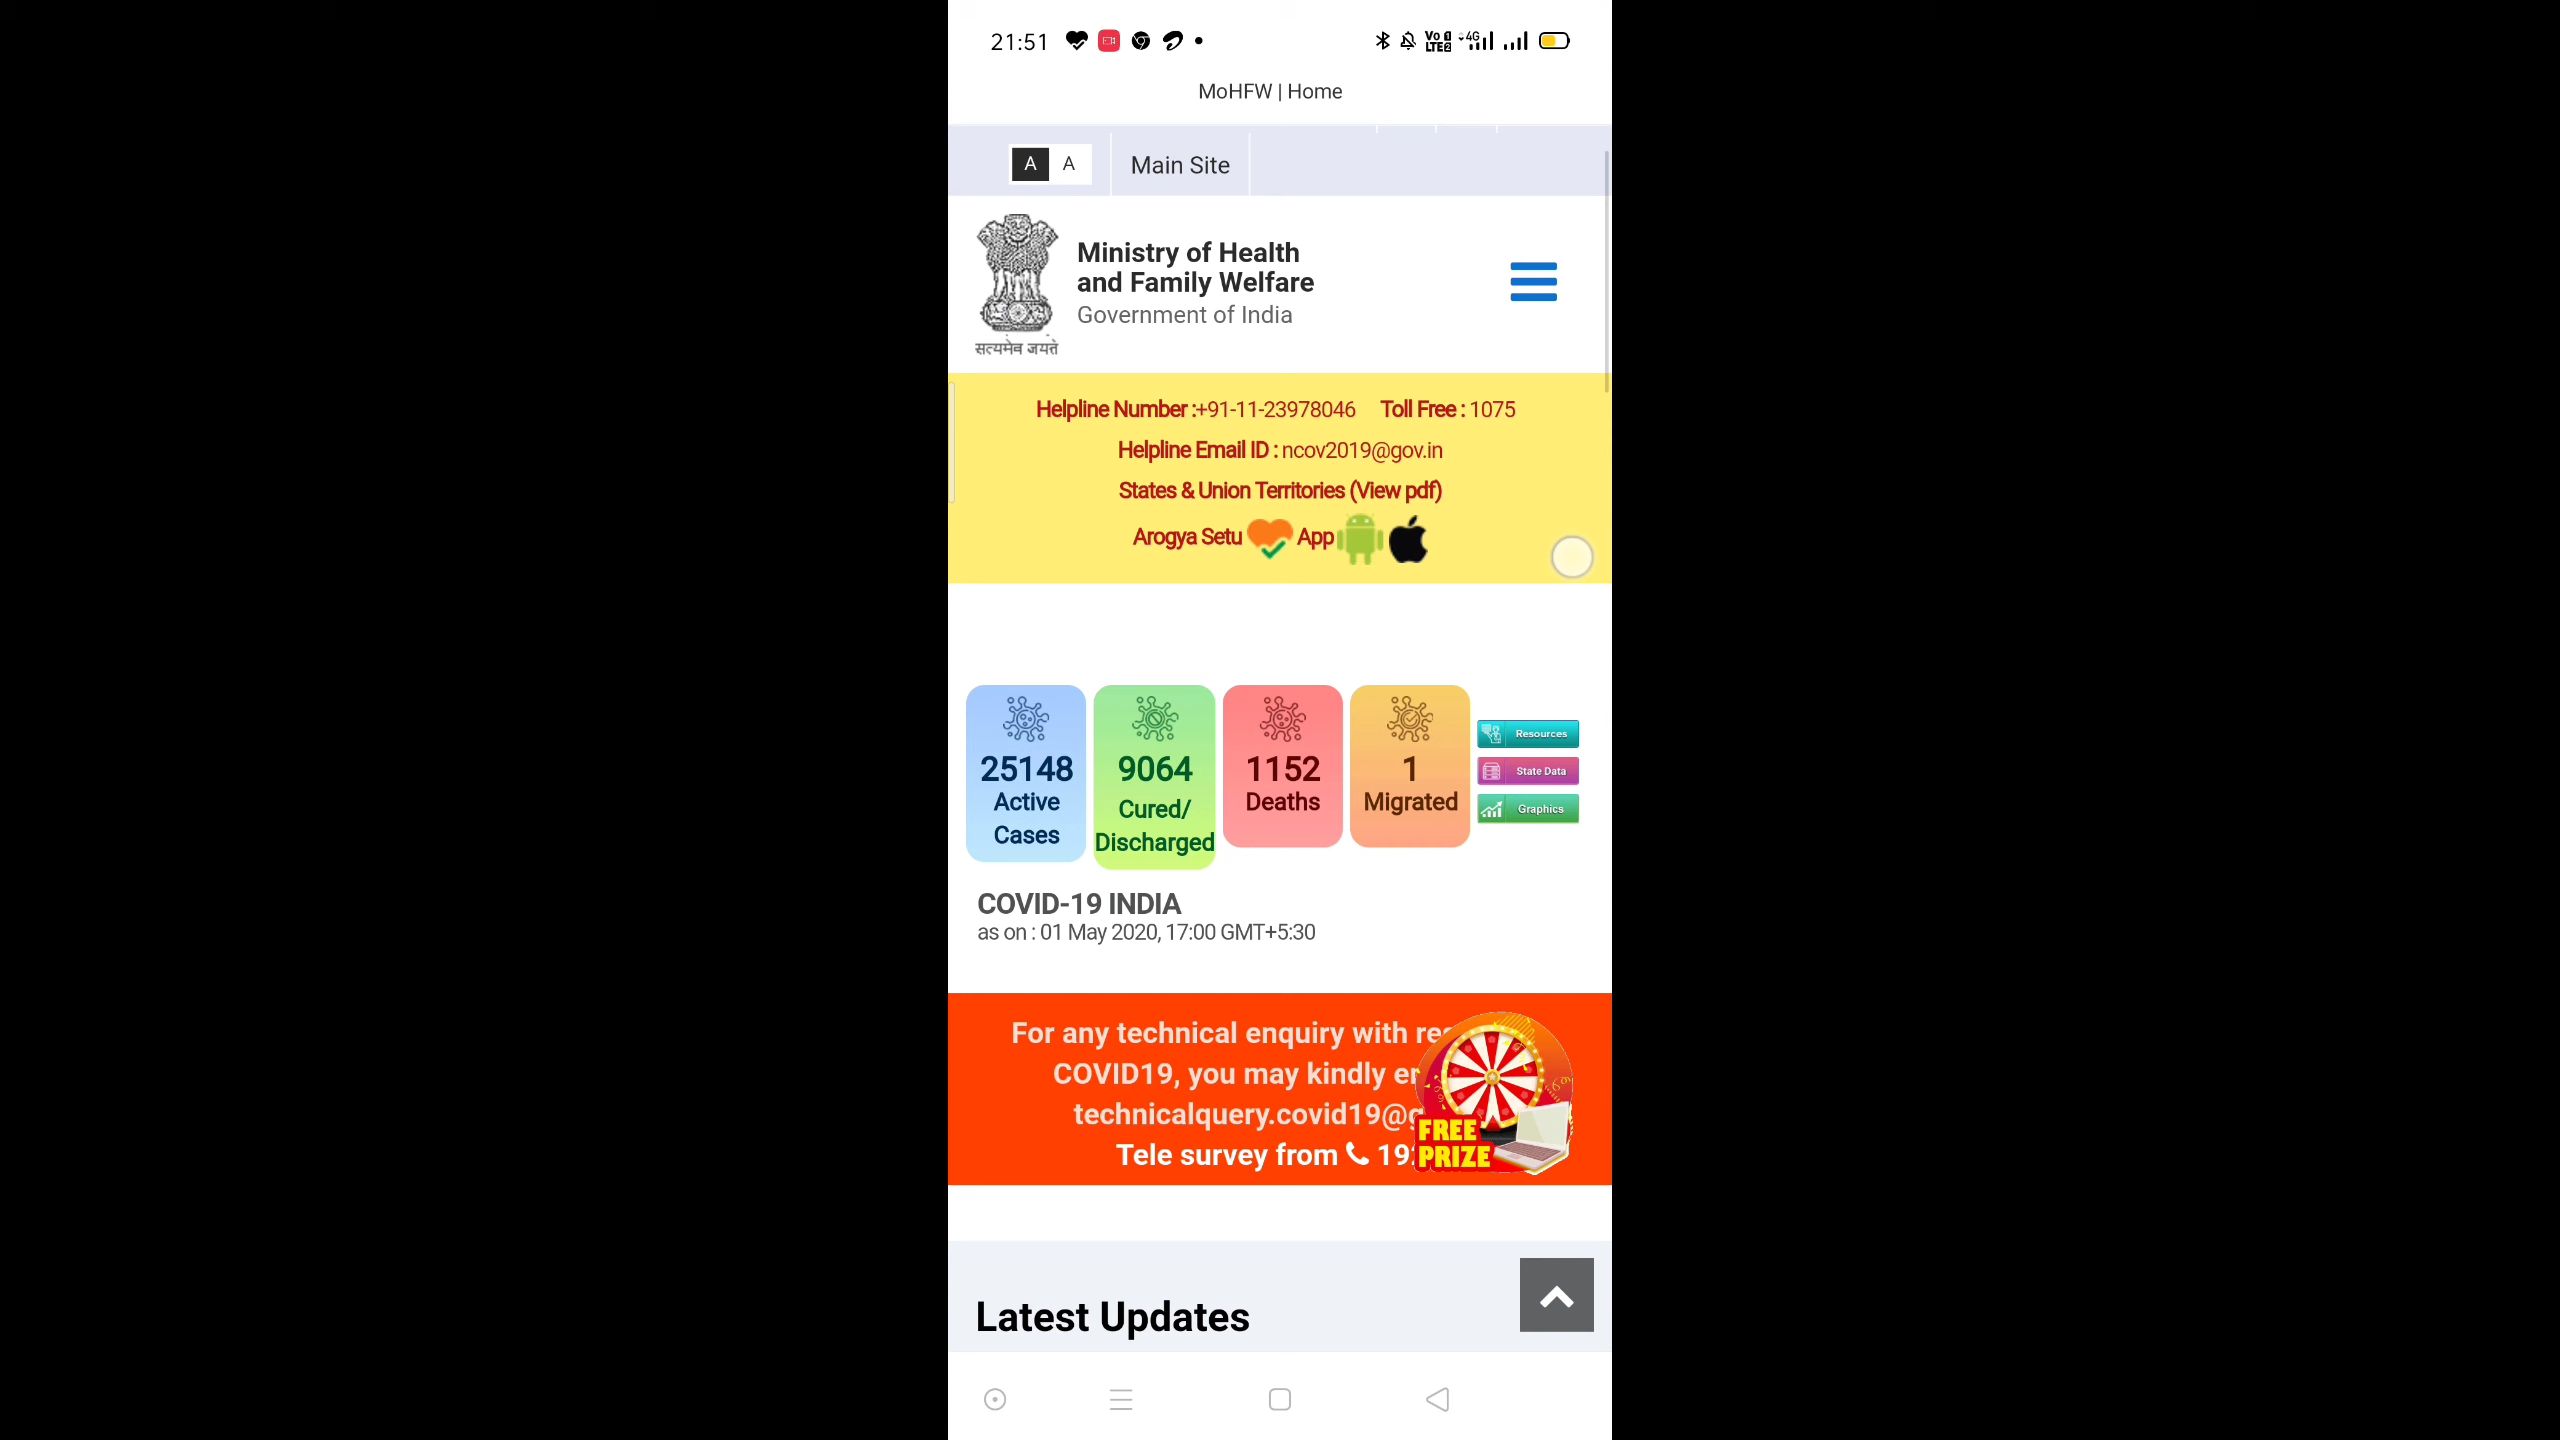 21:51
Vo LTE2 4G
MoHFW | Home
A A Main Site
Ministry of Health
and Family Welfare
Government of India
सत्यमेव जयते
Helpline Number :+91-11-23978046 Toll Free : 1075
Helpline Email ID : ncov2019@gov.in
States & Union Territories (View pdf)
Arogya Setu App
25148
Active
Cases
9064
Cured/
Discharged
1152
Deaths
1
Migrated
Resources
State Data
Graphics
COVID-19 INDIA
as on : 01 May 2020, 17:00 GMT+5:30
For any technical enquiry with
COVID19, you may kindly
technicalquery.covid19@g
Tele survey from 19
FREE
PRIZE
Latest Updates